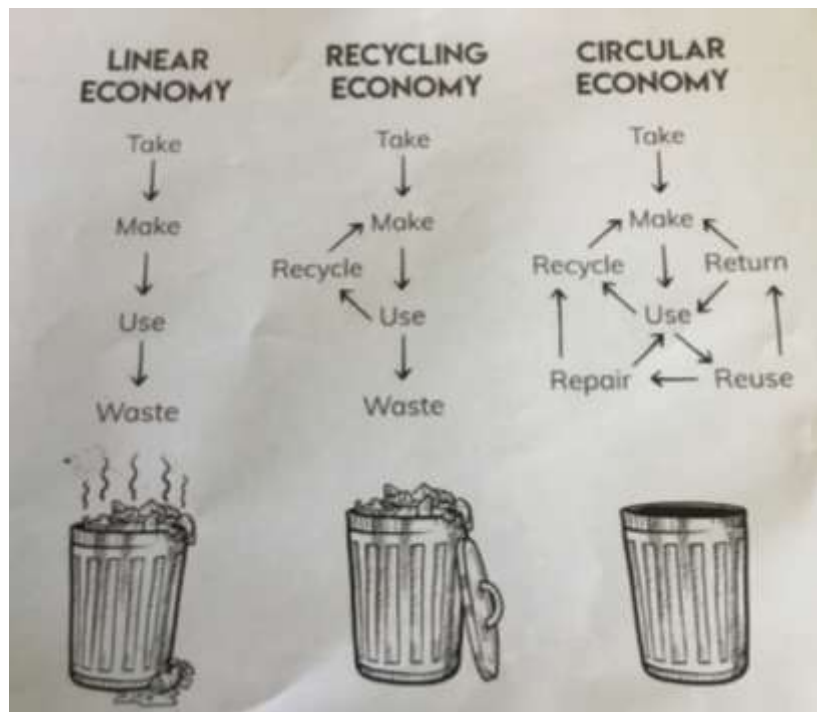 LINEAR
ECONOMY
Take
Make
Use
Waste
RECYCLING
ECONOMY
Take
Make
Recycle
Use
Waste
CIRCULAR
ECONOMY
Take
Make
Recycle
Return
Use
Repair
Reuse